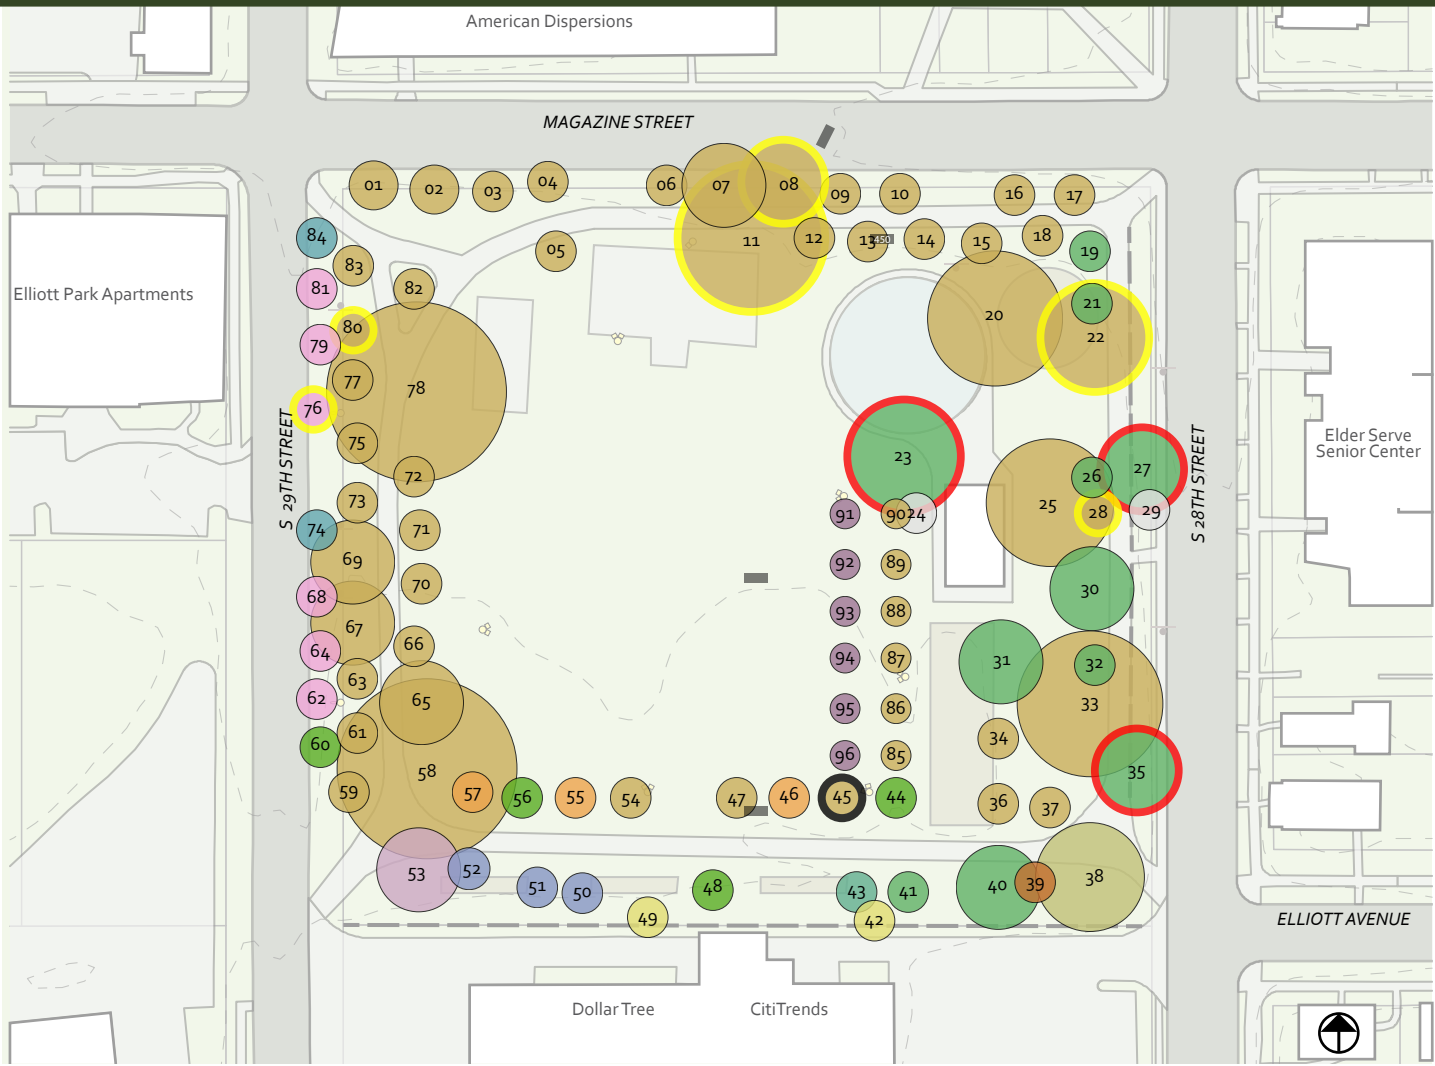 American Dispersions
MAGAZINE STREET
01 02 03 04 06 07 08 09 10 16 17
84 83 05 11 12 13 450 14 15 18 19
81 82 20 21 22
Elliott Park Apartments
80 79 77 78
76 75 72
S 29TH STREET
23 26 27
S 28TH STREET
Elder Serve
Senior Center
73 74 71 91 90 24 25 28 29
69 70 92 89 30
68 67 93 88
64 66 94 87 31 32
63 62 65 95 86 33
60 61 58 96 85 34 35
59 57 56 55 54 47 46 45 44 36 37
53 52 51 50 48 43 41 40 39 38
49 42
ELLIOTT AVENUE
Dollar Tree
CitiTrends